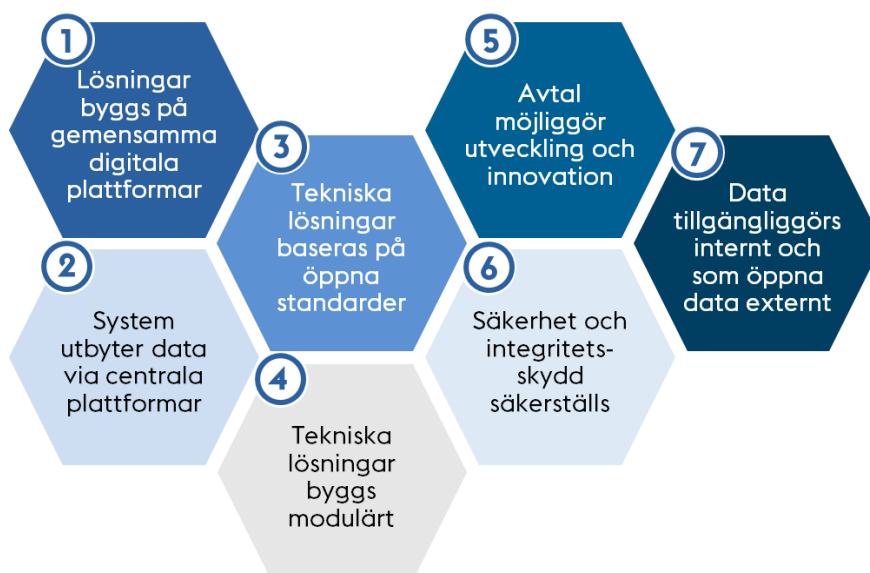 1
Lösningar
byggs på
gemensamma
digitala
plattformar
2
System
utbyter data
via centrala
plattformar
3
Tekniska
lösningar
baseras på
öppna
standarder
4
Tekniska
lösningar
byggs
modulärt
5
Avtal
möjliggör
utveckling och
innovation
6
Säkerhet och
integritets-
skydd
säkerställs
7
Data
tillgängliggörs
internt och
som öppna
data externt